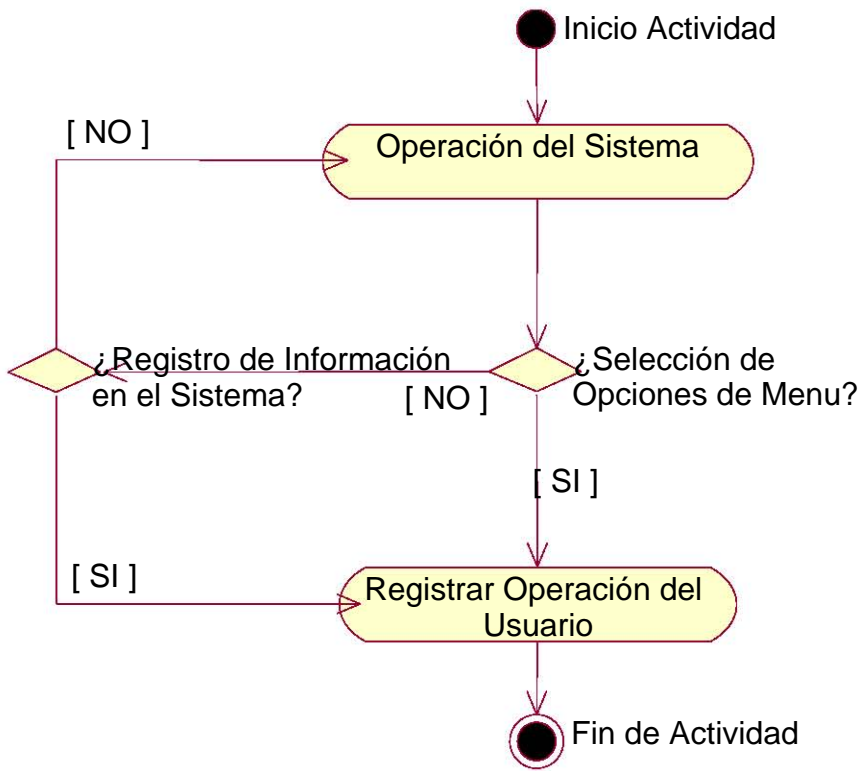 Inicio Actividad
[ NO ]
Operación del Sistema
¿Registro de Información
en el Sistema?
[ NO ]
¿Selección de
Opciones de Menu?
[ SI ]
[ SI ]
Registrar Operación del
Usuario
Fin de Actividad